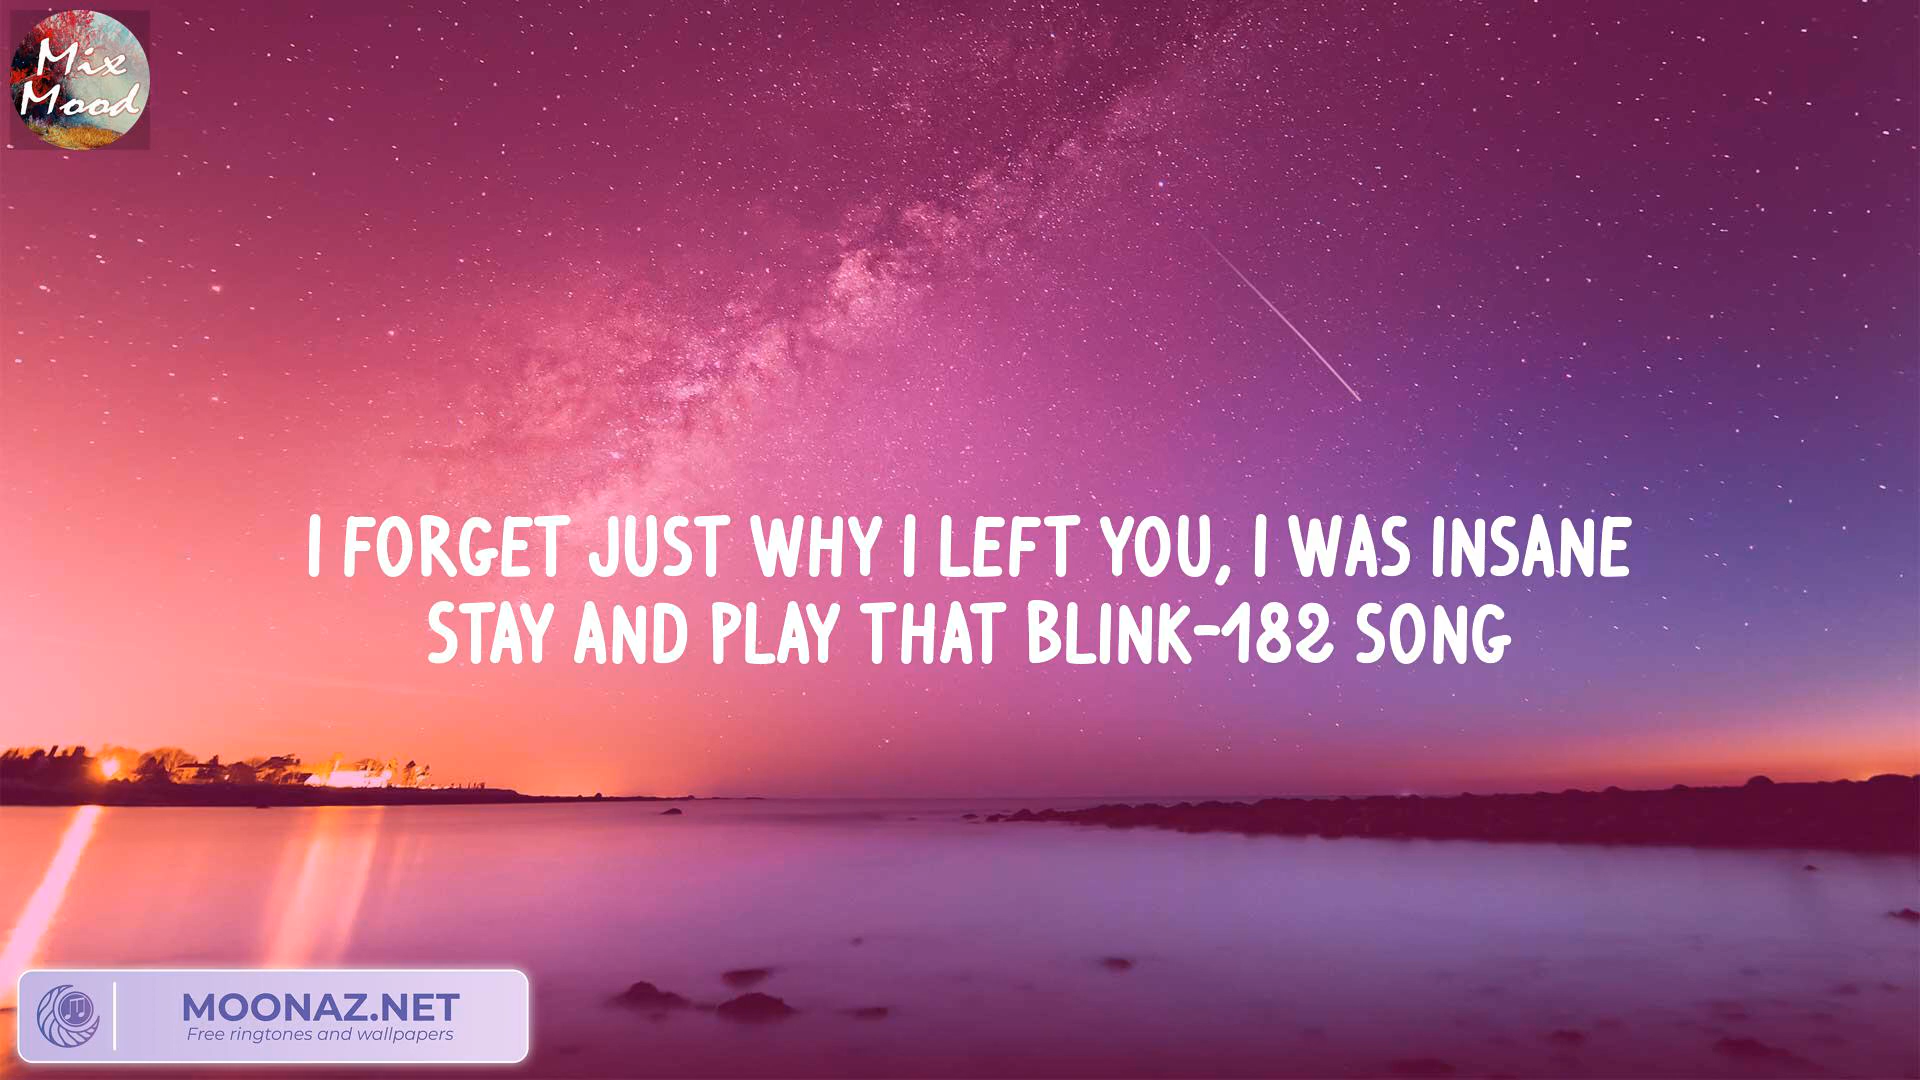 Mix
Mood
I FORGET JUST WHY I LEFT YOU, I WAS INSANE
STAY AND PLAY THAT BLINK-182 SONG
MOONAZ.NET
Free ringtones and wallpapers